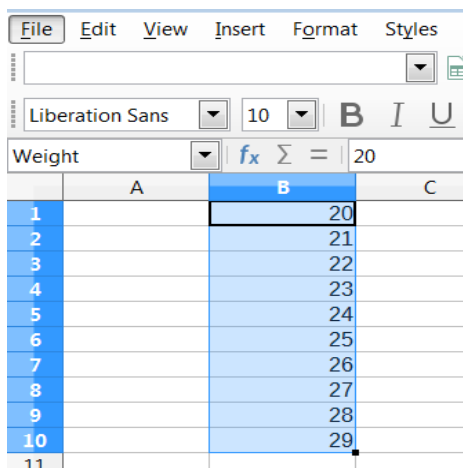 File Edit View Insert Format Styles
Liberation Sans 10 B I U
Weight fx Σ = 20
A B C
1 20
2 21
3 22
4 23
5 24
6 25
7 26
8 27
9 28
10 29
11